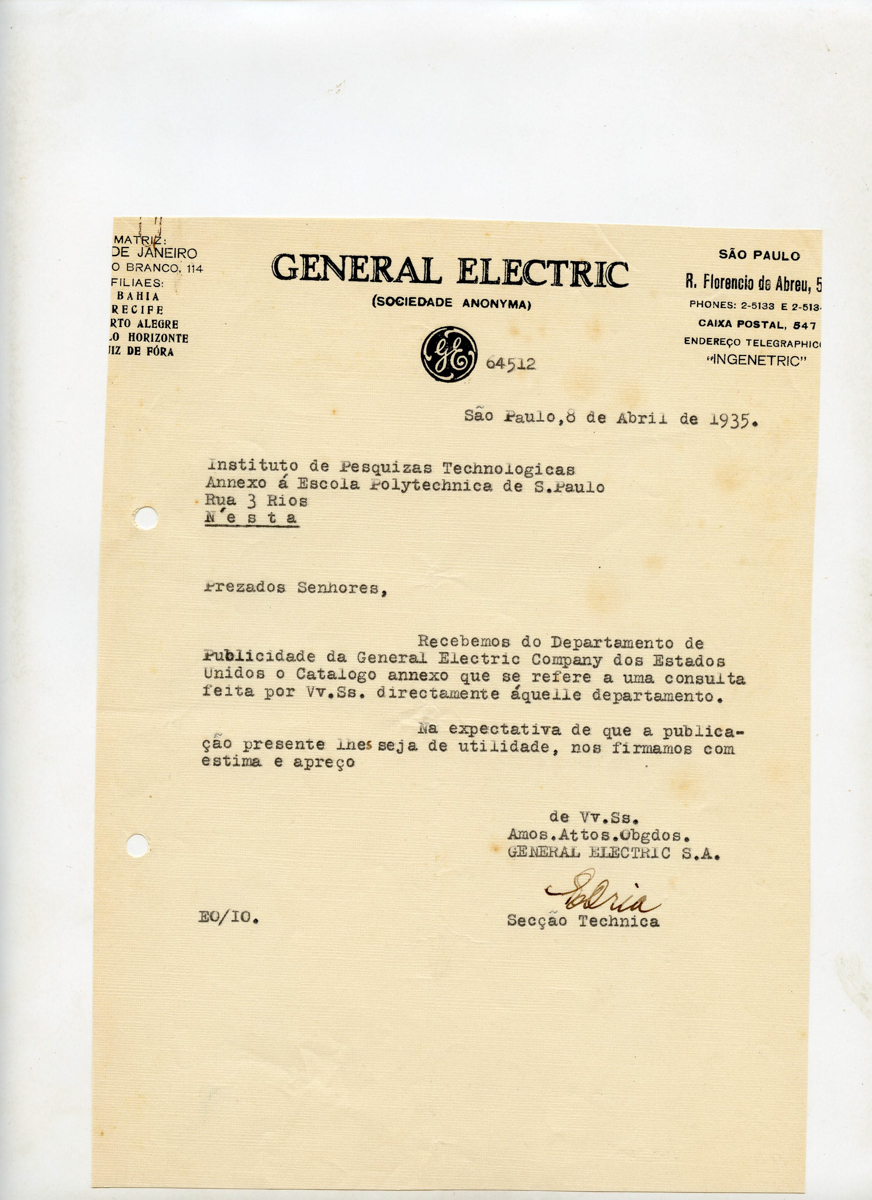 MATRIZ:
DE JANEIRO
O BRANCO, 114
FILIAES:
BAHIA
RECIFE
RTO ALEGRE
LO HORIZONTE
IZ DE FÓRA
GENERAL ELECTRIC
(SOCIEDADE ANONYMA)
GE
64512
SÃO PAULO
R. Florencio de Abreu, 5
PHONES: 2-5133 E 2-513
CAIXA POSTAL, 547
ENDEREÇO TELEGRAPHICO
"INGENETRIC"
São Paulo,8 de Abril de 1935.
Instituto de Pesquizas Technologicas
Annexo á Escola Polytechnica de S.Paulo
Rua 3 Rios
N'e s t a
Prezados Senhores,
Recebemos do Departamento de
Publicidade da General Electric Company dos Estados
Unidos o Catalogo annexo que se refere a uma consulta
feita por Vv.Ss. directamente áquelle departamento.
Na expectativa de que a publica-
ção presente lhes seja de utilidade, nos firmamos com
estima e apreço
de Vv.Ss.
Amos.Attos.Obgdos.
GENERAL ELECTRIC S.A.
EO/IO.
Secção Technica